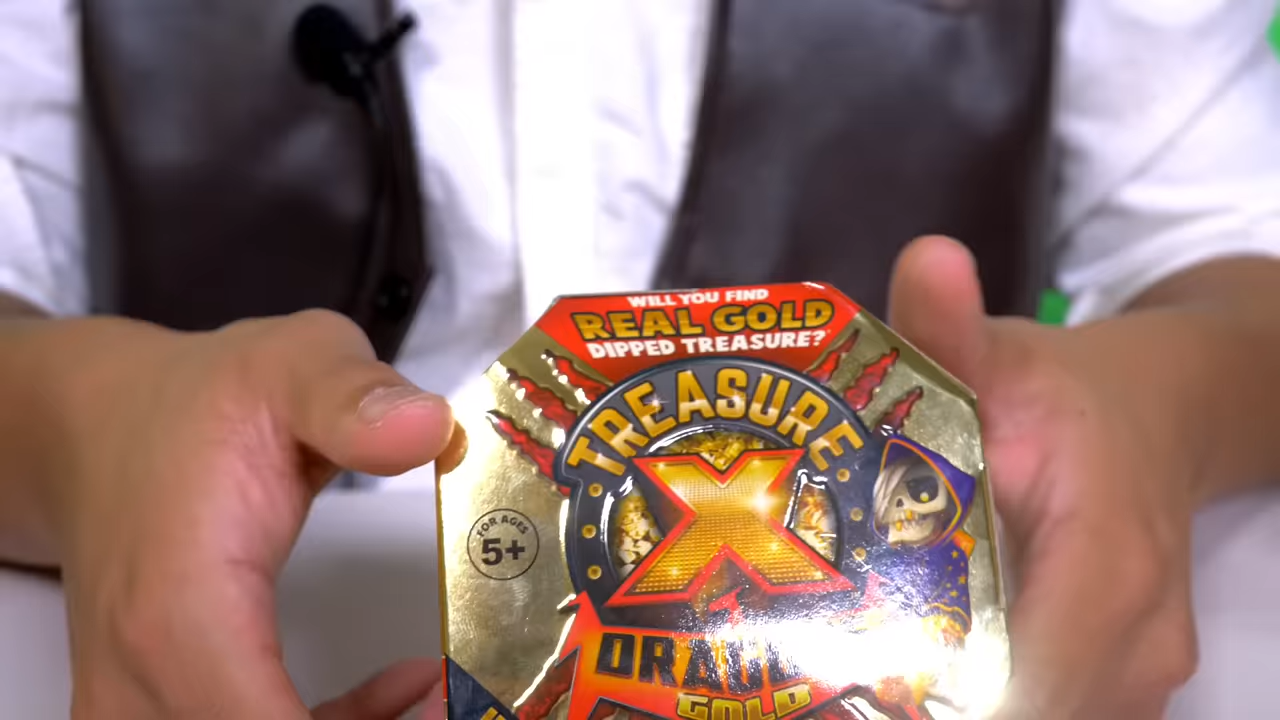 WILL YOU FIND
REAL GOLD
DIPPED TREASURE?
TREASURE
X
FOR AGES
5+
GOLD